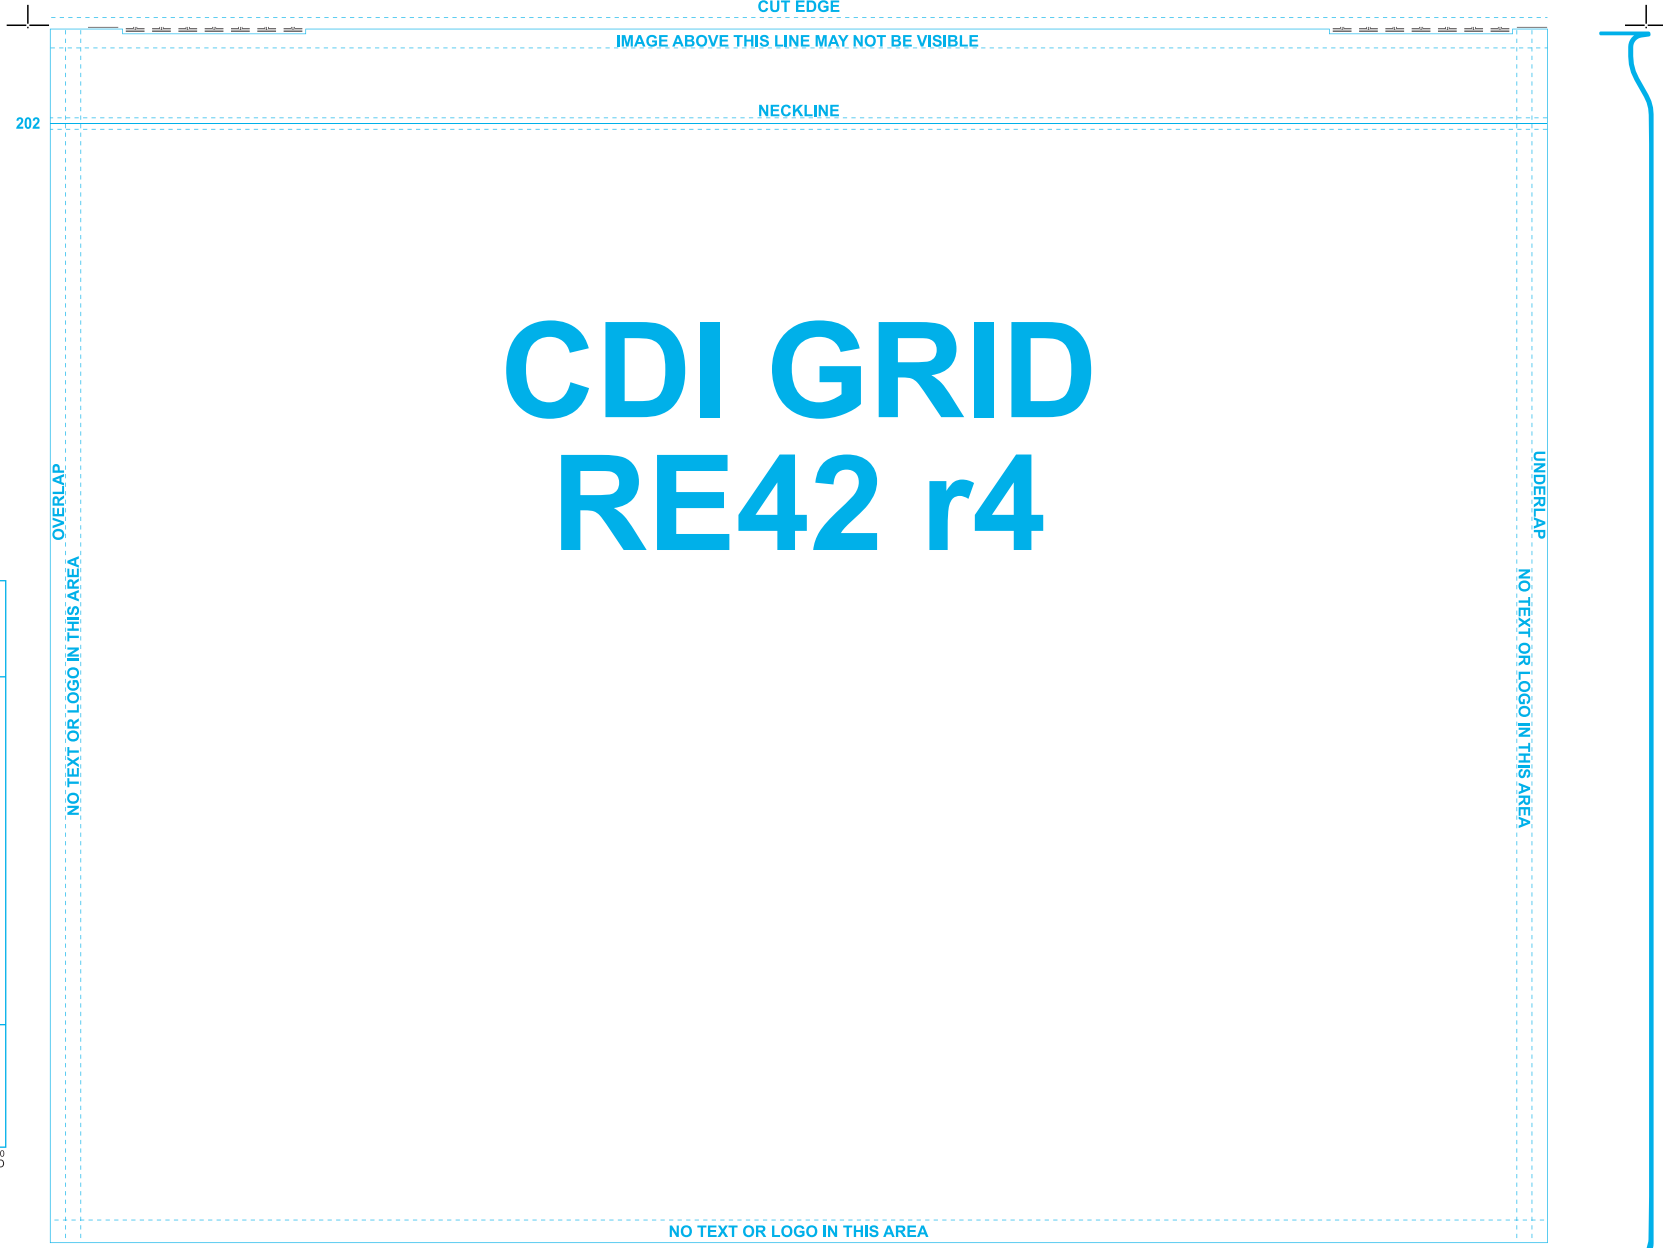 CUT EDGE
IMAGE ABOVE THIS LINE MAY NOT BE VISIBLE
NECKLINE
202
CDI GRID
RE42 r4
OVERLAP
NO TEXT OR LOGO IN THIS AREA
UNDERLAP
NO TEXT OR LOGO IN THIS AREA
NO TEXT OR LOGO IN THIS AREA